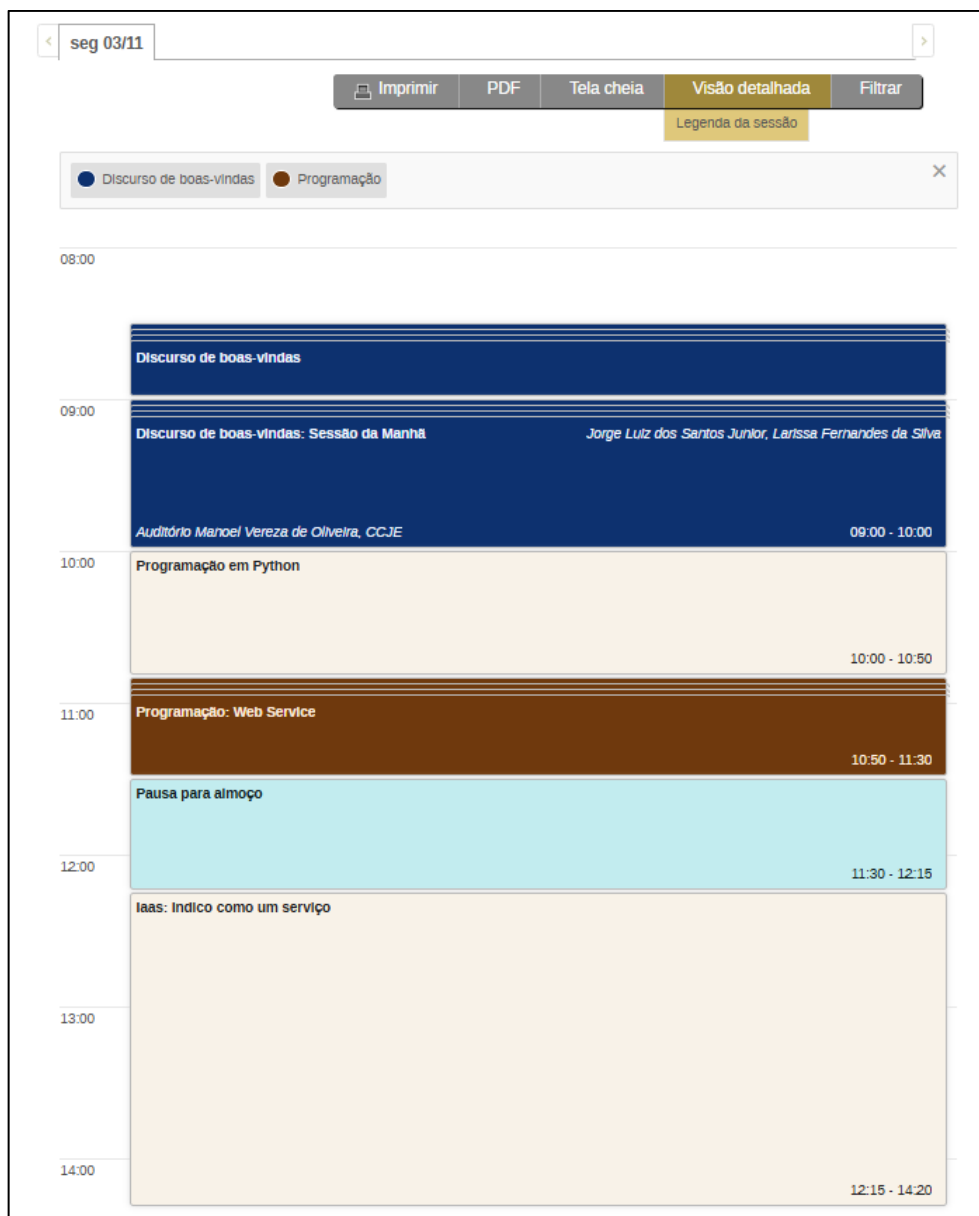 seg 03/11
Imprimir PDF Tela cheia Visão detalhada Filtrar
Legenda da sessão
Discurso de boas-vindas Programação
08:00
Discurso de boas-vindas
09:00
Discurso de boas-vindas: Sessão da Manhã Jorge Luiz dos Santos Junior, Larissa Fernandes da Silva
Auditório Manoel Vereza de Oliveira, CCJE 09:00 - 10:00
10:00
Programação em Python
10:00 - 10:50
11:00
Programação: Web Service
10:50 - 11:30
Pausa para almoço
12:00
11:30 - 12:15
Iaas: Indico como um serviço
13:00
14:00
12:15 - 14:20